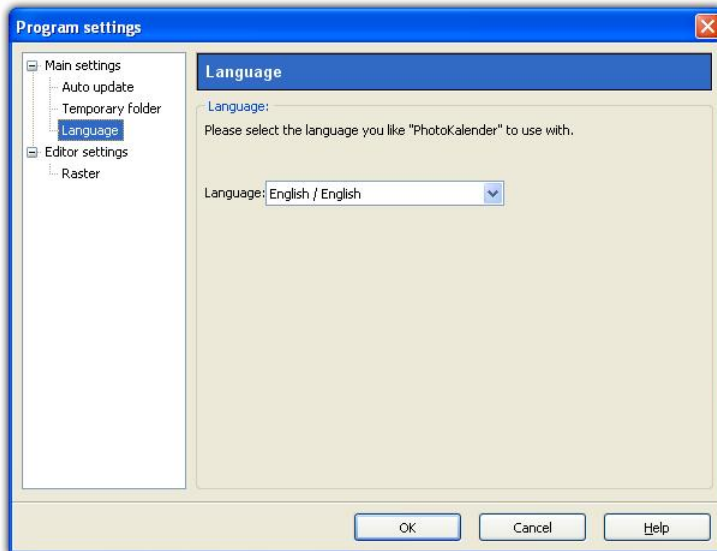 Program settings
Main settings
Auto update
Temporary folder
Language
Editor settings
Raster
Language
Language:
Please select the language you like "PhotoKalender" to use with.
Language: English / English
OK
Cancel
Help